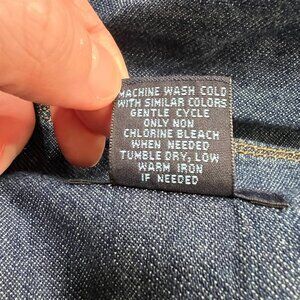 MACHINE WASH COLD
WITH SIMILAR COLORS
GENTLE CYCLE
ONLY NON
CHLORINE BLEACH
WHEN NEEDED
TUMBLE DRY, LOW
WARM IRON
IF NEEDED